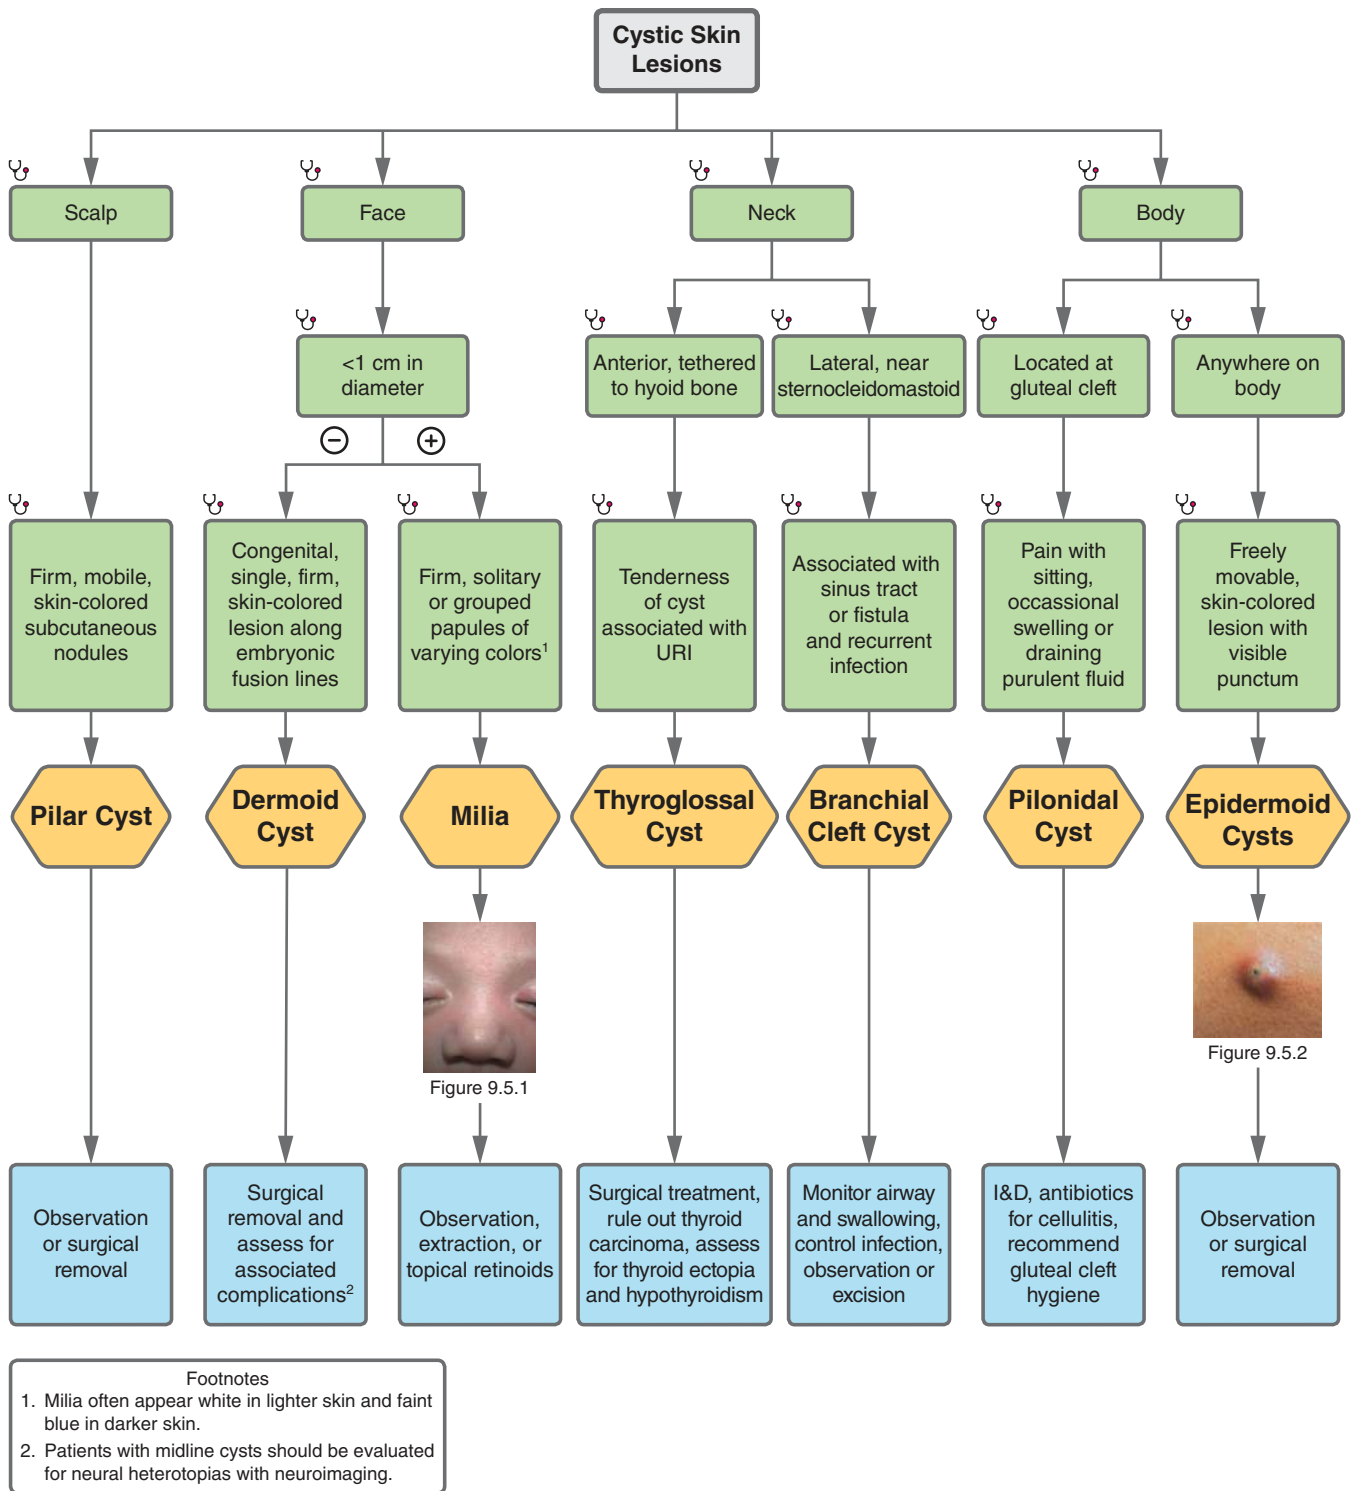 Cystic Skin
Lesions
Scalp
Face
Neck
Body
<1 cm in
diameter
Anterior, tethered
to hyoid bone
Lateral, near
sternocleidomastoid
Located at
gluteal cleft
Anywhere on
body
−
+
Firm, mobile,
skin-colored
subcutaneous
nodules
Congenital,
single, firm,
skin-colored
lesion along
embryonic
fusion lines
Firm, solitary
or grouped
papules of
varying colors¹
Tenderness
of cyst
associated with
URI
Associated with
sinus tract
or fistula
and recurrent
infection
Pain with
sitting,
occassional
swelling or
draining
purulent fluid
Freely
movable,
skin-colored
lesion with
visible
punctum
Pilar Cyst
Dermoid
Cyst
Milia
Thyroglossal
Cyst
Branchial
Cleft Cyst
Pilonidal
Cyst
Epidermoid
Cysts
Figure 9.5.1
Figure 9.5.2
Observation
or surgical
removal
Surgical
removal and
assess for
associated
complications²
Observation,
extraction, or
topical retinoids
Surgical treatment,
rule out thyroid
carcinoma, assess
for thyroid ectopia
and hypothyroidism
Monitor airway
and swallowing,
control infection,
observation or
excision
I&D, antibiotics
for cellulitis,
recommend
gluteal cleft
hygiene
Observation
or surgical
removal
Footnotes
1. Milia often appear white in lighter skin and faint
blue in darker skin.
2. Patients with midline cysts should be evaluated
for neural heterotopias with neuroimaging.